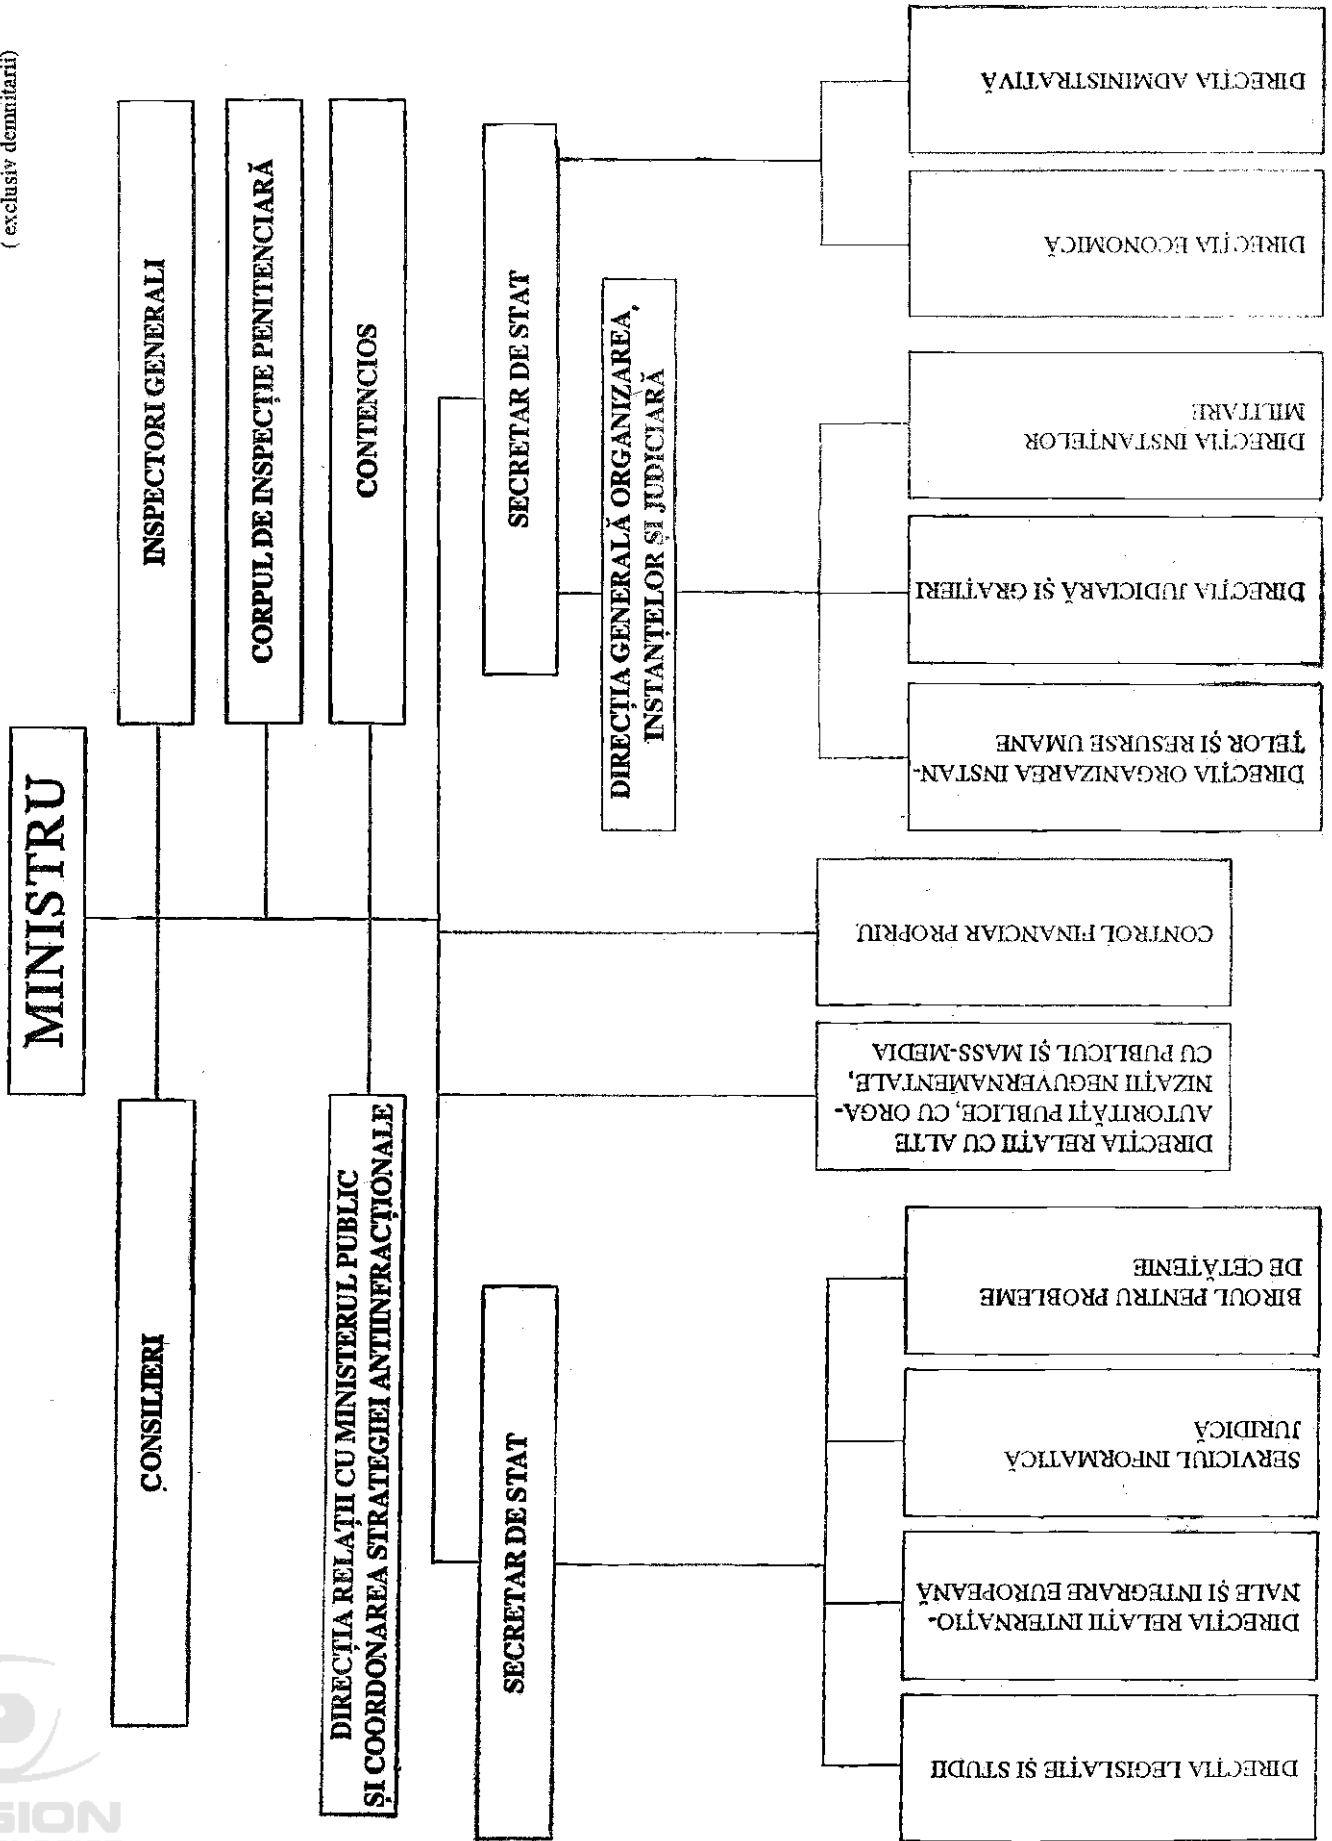 ( exclusiv demnitarii)
MINISTRU
CONSILIERI
INSPECTORI GENERALI
CORPUL DE INSPECȚIE PENITENCIARĂ
DIRECȚIA RELAȚII CU MINISTERUL PUBLIC
ȘI COORDONAREA STRATEGIEI ANTIINFRACȚIONALE
CONTENCIOS
SECRETAR DE STAT
SECRETAR DE STAT
DIRECȚIA GENERALĂ ORGANIZAREA,
INSTANȚELOR ȘI JUDICIARĂ
DIRECȚIA LEGISLAȚIE ȘI STUDII
DIRECȚIA RELAȚII INTERNAȚIO-
NALE ȘI INTEGRARE EUROPEANĂ
SERVICIUL INFORMATICĂ
JURIDICĂ
BIROUL PENTRU PROBLEME
DE CETĂȚENIE
DIRECȚIA RELAȚII CU ALTE
AUTORITĂȚI PUBLICE, CU ORGA-
NIZAȚII NEGUVERNAMENTALE,
CU PUBLICUL ȘI MASS-MEDIA
CONTROL FINANCIAR PROPRIU
DIRECȚIA ORGANIZAREA INSTAN-
ȚELOR ȘI RESURSE UMANE
DIRECȚIA JUDICIARĂ ȘI GRAȚIERI
DIRECȚIA INSTANȚELOR
MILITARE
DIRECȚIA ECONOMICĂ
DIRECȚIA ADMINISTRATIVĂ